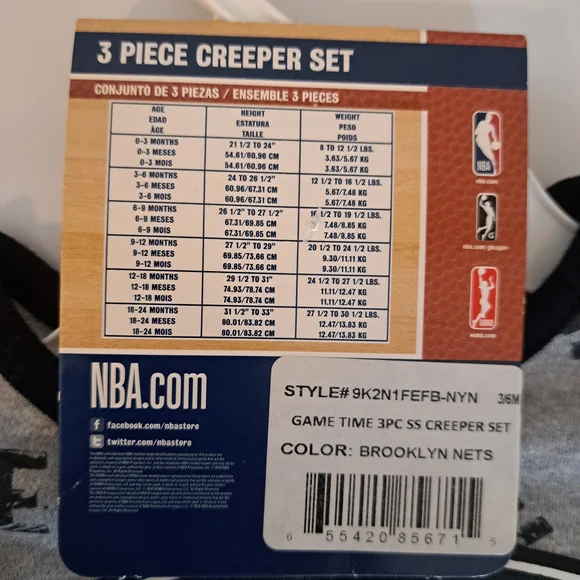 3 PIECE CREEPER SET
CONJUNTO DE 3 PIEZAS / ENSEMBLE 3 PIECES
AGE HEIGHT WEIGHT
EDAD ESTATURA PESO
ÂGE TAILLE POIDS
0-3 MONTHS 21 1/2 TO 24" 8 TO 12 1/2 LBS.
0-3 MESES 54.61/60.96 CM 3.63/5.67 KG
0-3 MOIS 54.61/60.96 CM 3.63/5.67 KG
3-6 MONTHS 24 TO 26 1/2" 12 1/2 TO 16 1/2 LBS.
3-6 MESES 60.96/67.31 CM 5.67/7.48 KG
3-6 MOIS 60.96/67.31 CM 5.67/7.48 KG
6-9 MONTHS 26 1/2" TO 27 1/2" 16 1/2 TO 19 1/2 LBS.
6-9 MESES 67.31/69.85 CM 7.48/8.85 KG
6-9 MOIS 67.31/69.85 CM 7.48/8.85 KG
9-12 MONTHS 27 1/2" TO 29" 20 1/2 TO 24 1/2 LBS.
9-12 MESES 69.85/73.66 CM 9.30/11.11 KG
9-12 MOIS 69.85/73.66 CM 9.30/11.11 KG
12-18 MONTHS 29 1/2 TO 31" 24 1/2 TO 27 1/2 LBS.
12-18 MESES 74.93/78.74 CM 11.11/12.47 KG
12-18 MOIS 74.93/78.74 CM 11.11/12.47 KG
18-24 MONTHS 31 1/2" TO 33" 27 1/2 TO 30 1/2 LBS.
18-24 MESES 80.01/83.82 CM 12.47/13.83 KG
18-24 MOIS 80.01/83.82 CM 12.47/13.83 KG
NBA
nba.com
G
nba.com/gleague
wnba.com
NBA.com
facebook.com/nbastore
twitter.com/nbastore
STYLE# 9K2N1FEFB-NYN 3/6M
GAME TIME 3PC SS CREEPER SET
COLOR: BROOKLYN NETS
6 55420 85671 5